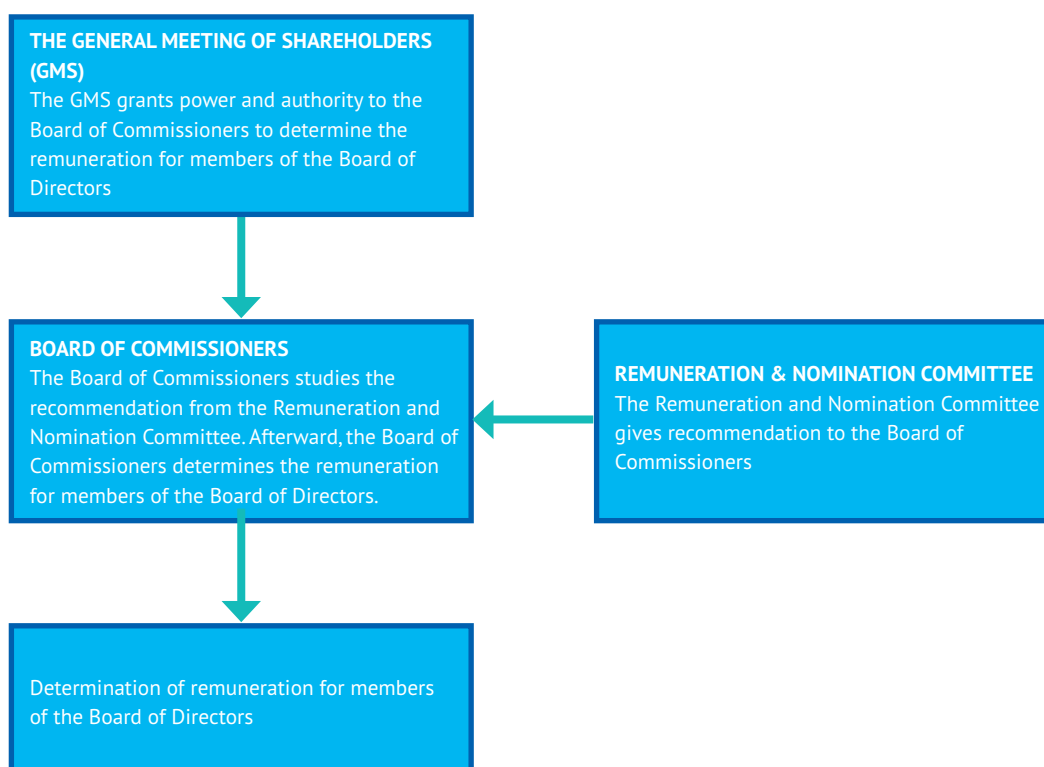 THE GENERAL MEETING OF SHAREHOLDERS
(GMS)
The GMS grants power and authority to the
Board of Commissioners to determine the
remuneration for members of the Board of
Directors
BOARD OF COMMISSIONERS
The Board of Commissioners studies the
recommendation from the Remuneration and
Nomination Committee. Afterward, the Board of
Commissioners determines the remuneration
for members of the Board of Directors.
REMUNERATION & NOMINATION COMMITTEE
The Remuneration and Nomination Committee
gives recommendation to the Board of
Commissioners
Determination of remuneration for members
of the Board of Directors